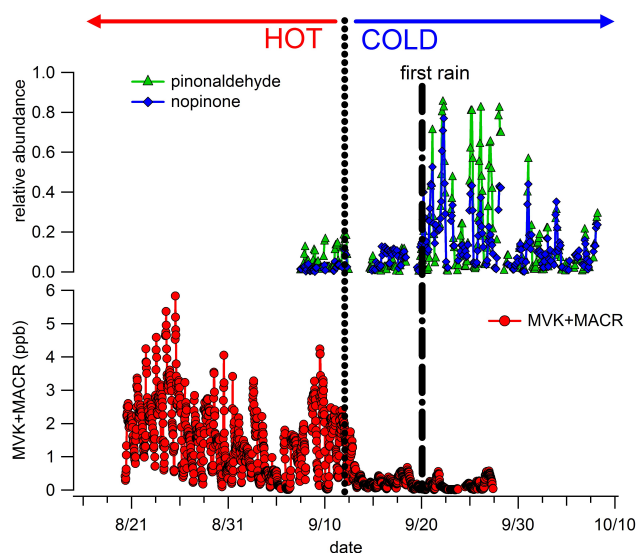 HOT COLD
first rain
pinonaldehyde
nopinone
relative abundance
1.0
0.8
0.6
0.4
0.2
0.0
MVK+MACR
MVK+MACR (ppb)
6
5
4
3
2
1
0
8/21 8/31 9/10 9/20 9/30 10/10
date